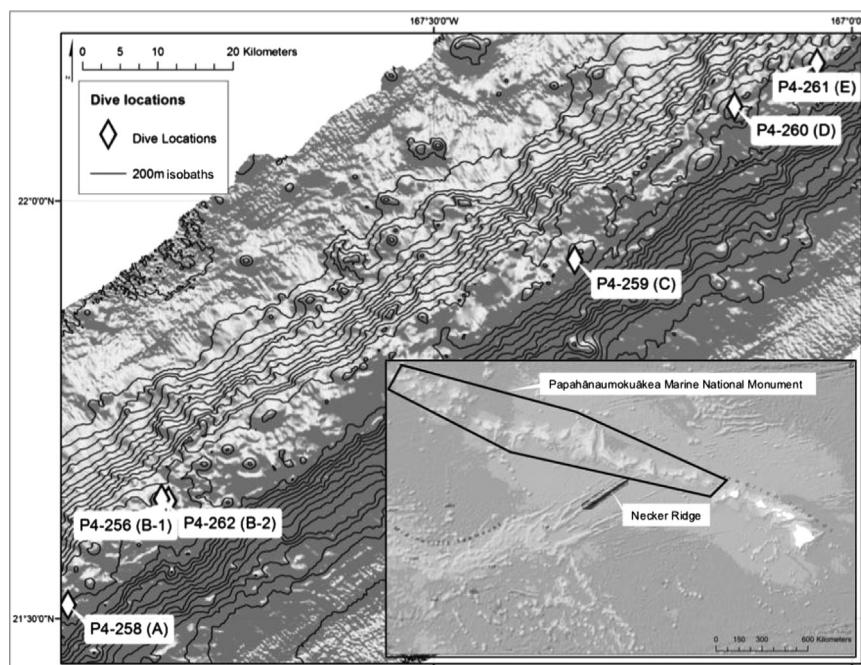 167°30'0"W
167°0'0"W
0 5 10 20 Kilometers
Dive locations
Dive Locations
200m isobaths
P4-261 (E)
P4-260 (D)
22°0'0"N
P4-259 (C)
Papahānaumokuākea Marine National Monument
P4-256 (B-1)
P4-262 (B-2)
Necker Ridge
21°30'0"N
P4-258 (A)
0 150 300 600
Kilometers